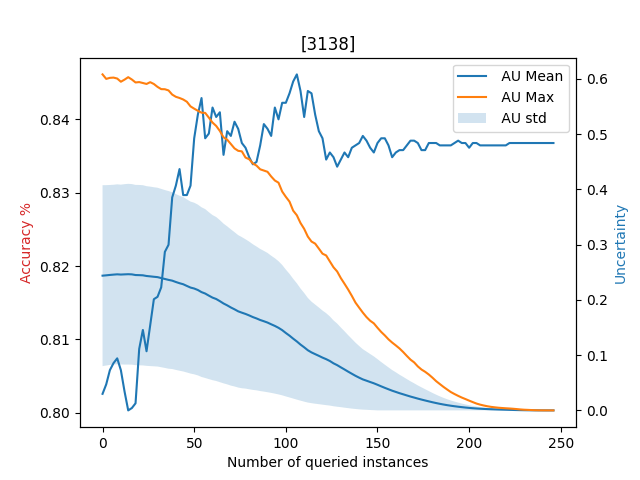 [3138]
AU Mean
AU Max
AU std
Accuracy %
0.84
0.83
0.82
0.81
0.80
0.6
0.5
0.4
0.3
0.2
0.1
0.0
Uncertainty
0 50 100 150 200 250
Number of queried instances